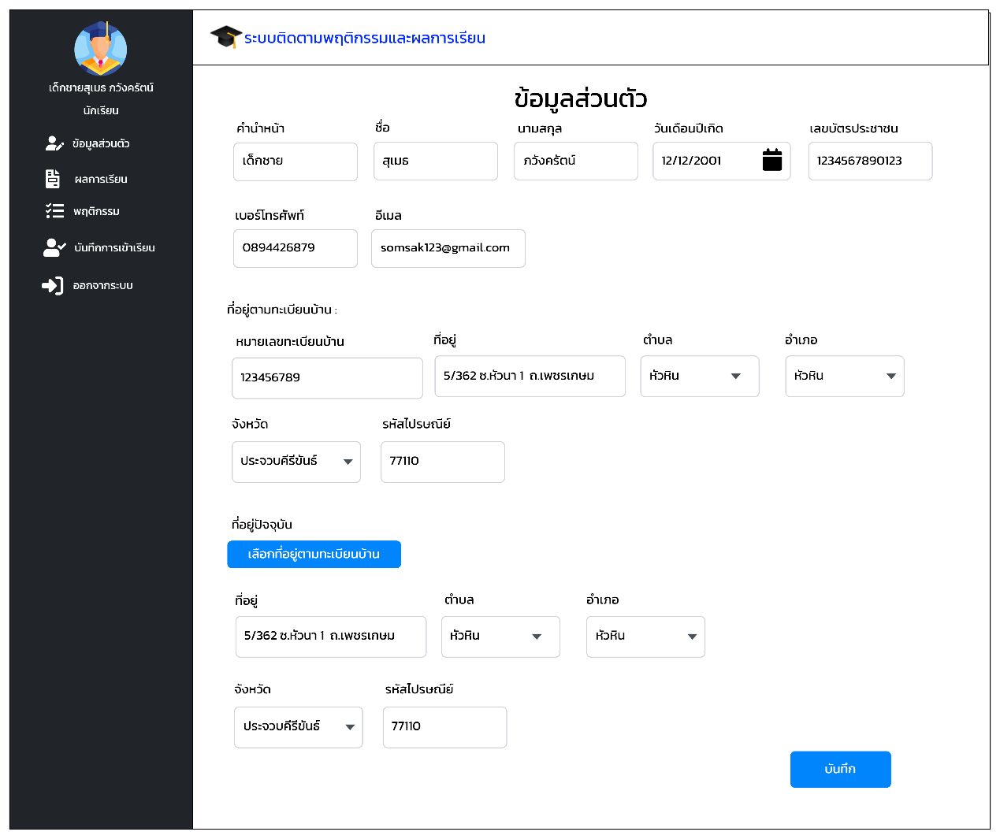 ระบบติดตามพฤติกรรมและผลการเรียน
เด็กชายสุเมธ ภวังครัตน์
นักเรียน
ข้อมูลส่วนตัว
ผลการเรียน
พฤติกรรม
บันทึกการเข้าเรียน
ออกจากระบบ
ข้อมูลส่วนตัว
คำนำหน้า ชื่อ นามสกุล วันเดือนปีเกิด เลขบัตรประชาชน
เด็กชาย สุเมธ ภวังครัตน์ 12/12/2001 1234567890123
เบอร์โทรศัพท์ อีเมล
0894426879 somsak123@gmail.com
ที่อยู่ตามทะเบียนบ้าน :
หมายเลขทะเบียนบ้าน ที่อยู่ ตำบล อำเภอ
123456789 5/362 ซ.หัวนา 1 ถ.เพชรเกษม หัวหิน หัวหิน
จังหวัด รหัสไปรษณีย์
ประจวบคีรีขันธ์ 77110
ที่อยู่ปัจจุบัน
เลือกที่อยู่ตามทะเบียนบ้าน
ที่อยู่ ตำบล อำเภอ
5/362 ซ.หัวนา 1 ถ.เพชรเกษม หัวหิน หัวหิน
จังหวัด รหัสไปรษณีย์
ประจวบคีรีขันธ์ 77110
บันทึก